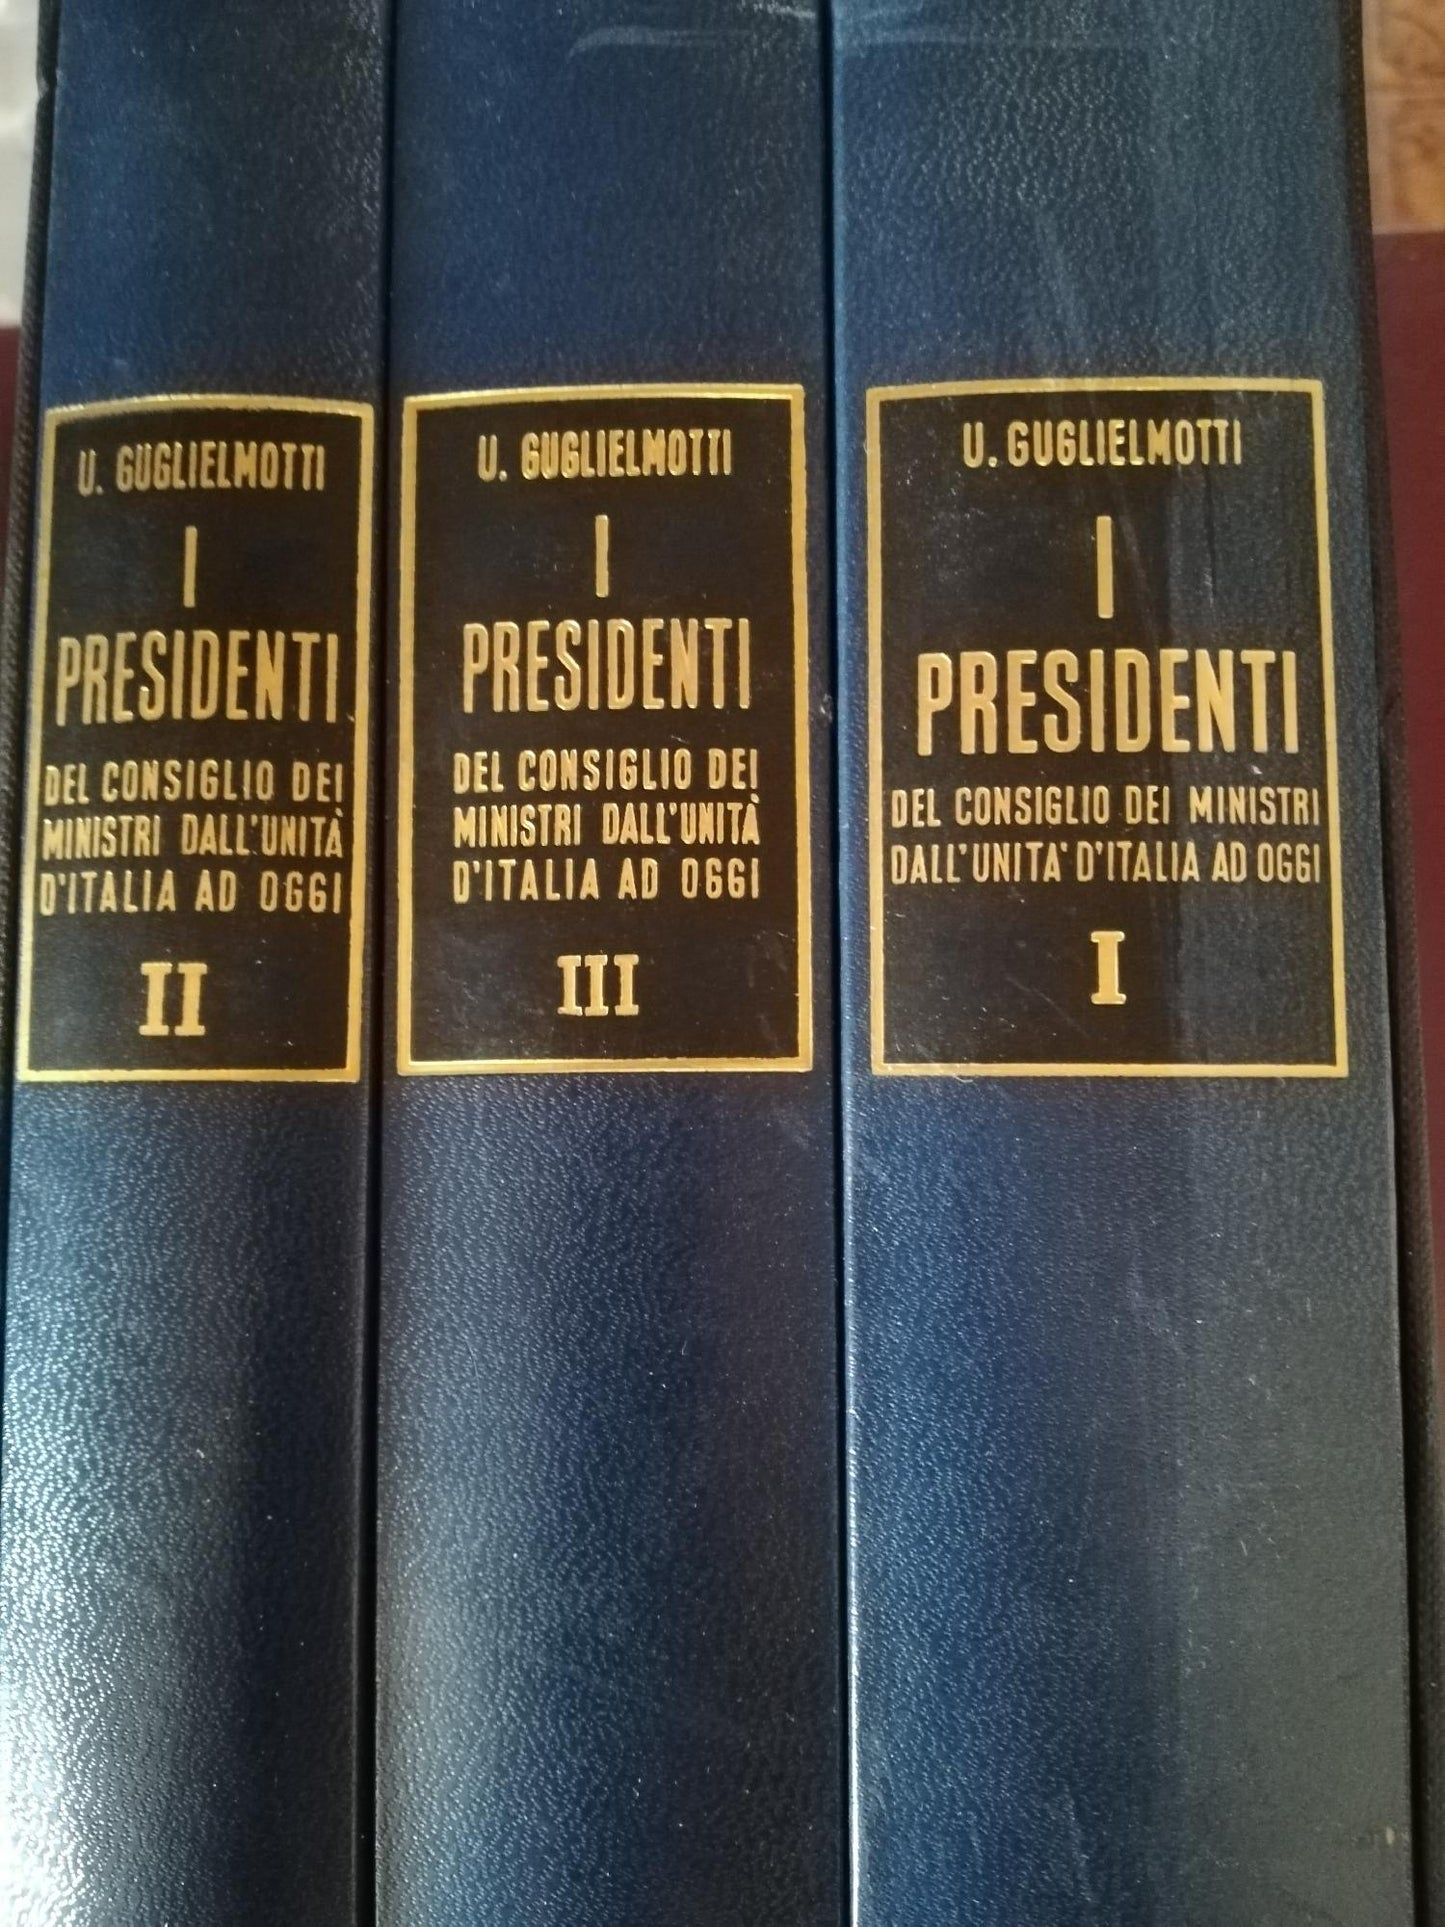 U. GUGLIELMOTTI
I
PRESIDENTI
DEL CONSIGLIO DEI
MINISTRI DALL'UNITÀ
D'ITALIA AD OGGI
II
U. GUGLIELMOTTI
I
PRESIDENTI
DEL CONSIGLIO DEI
MINISTRI DALL'UNITÀ
D'ITALIA AD OGGI
III
U. GUGLIELMOTTI
I
PRESIDENTI
DEL CONSIGLIO DEI MINISTRI
DALL'UNITA' D'ITALIA AD OGGI
I